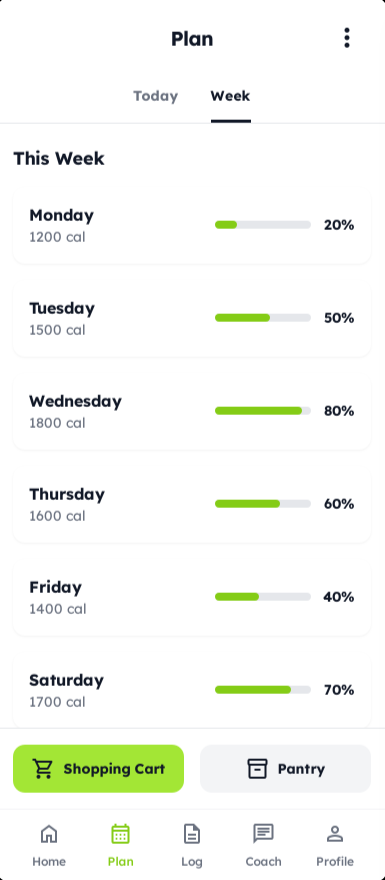 Plan
Today Week
This Week
Monday
1200 cal
20%
Tuesday
1500 cal
50%
Wednesday
1800 cal
80%
Thursday
1600 cal
60%
Friday
1400 cal
40%
Saturday
1700 cal
70%
Shopping Cart Pantry
Home Plan Log Coach Profile